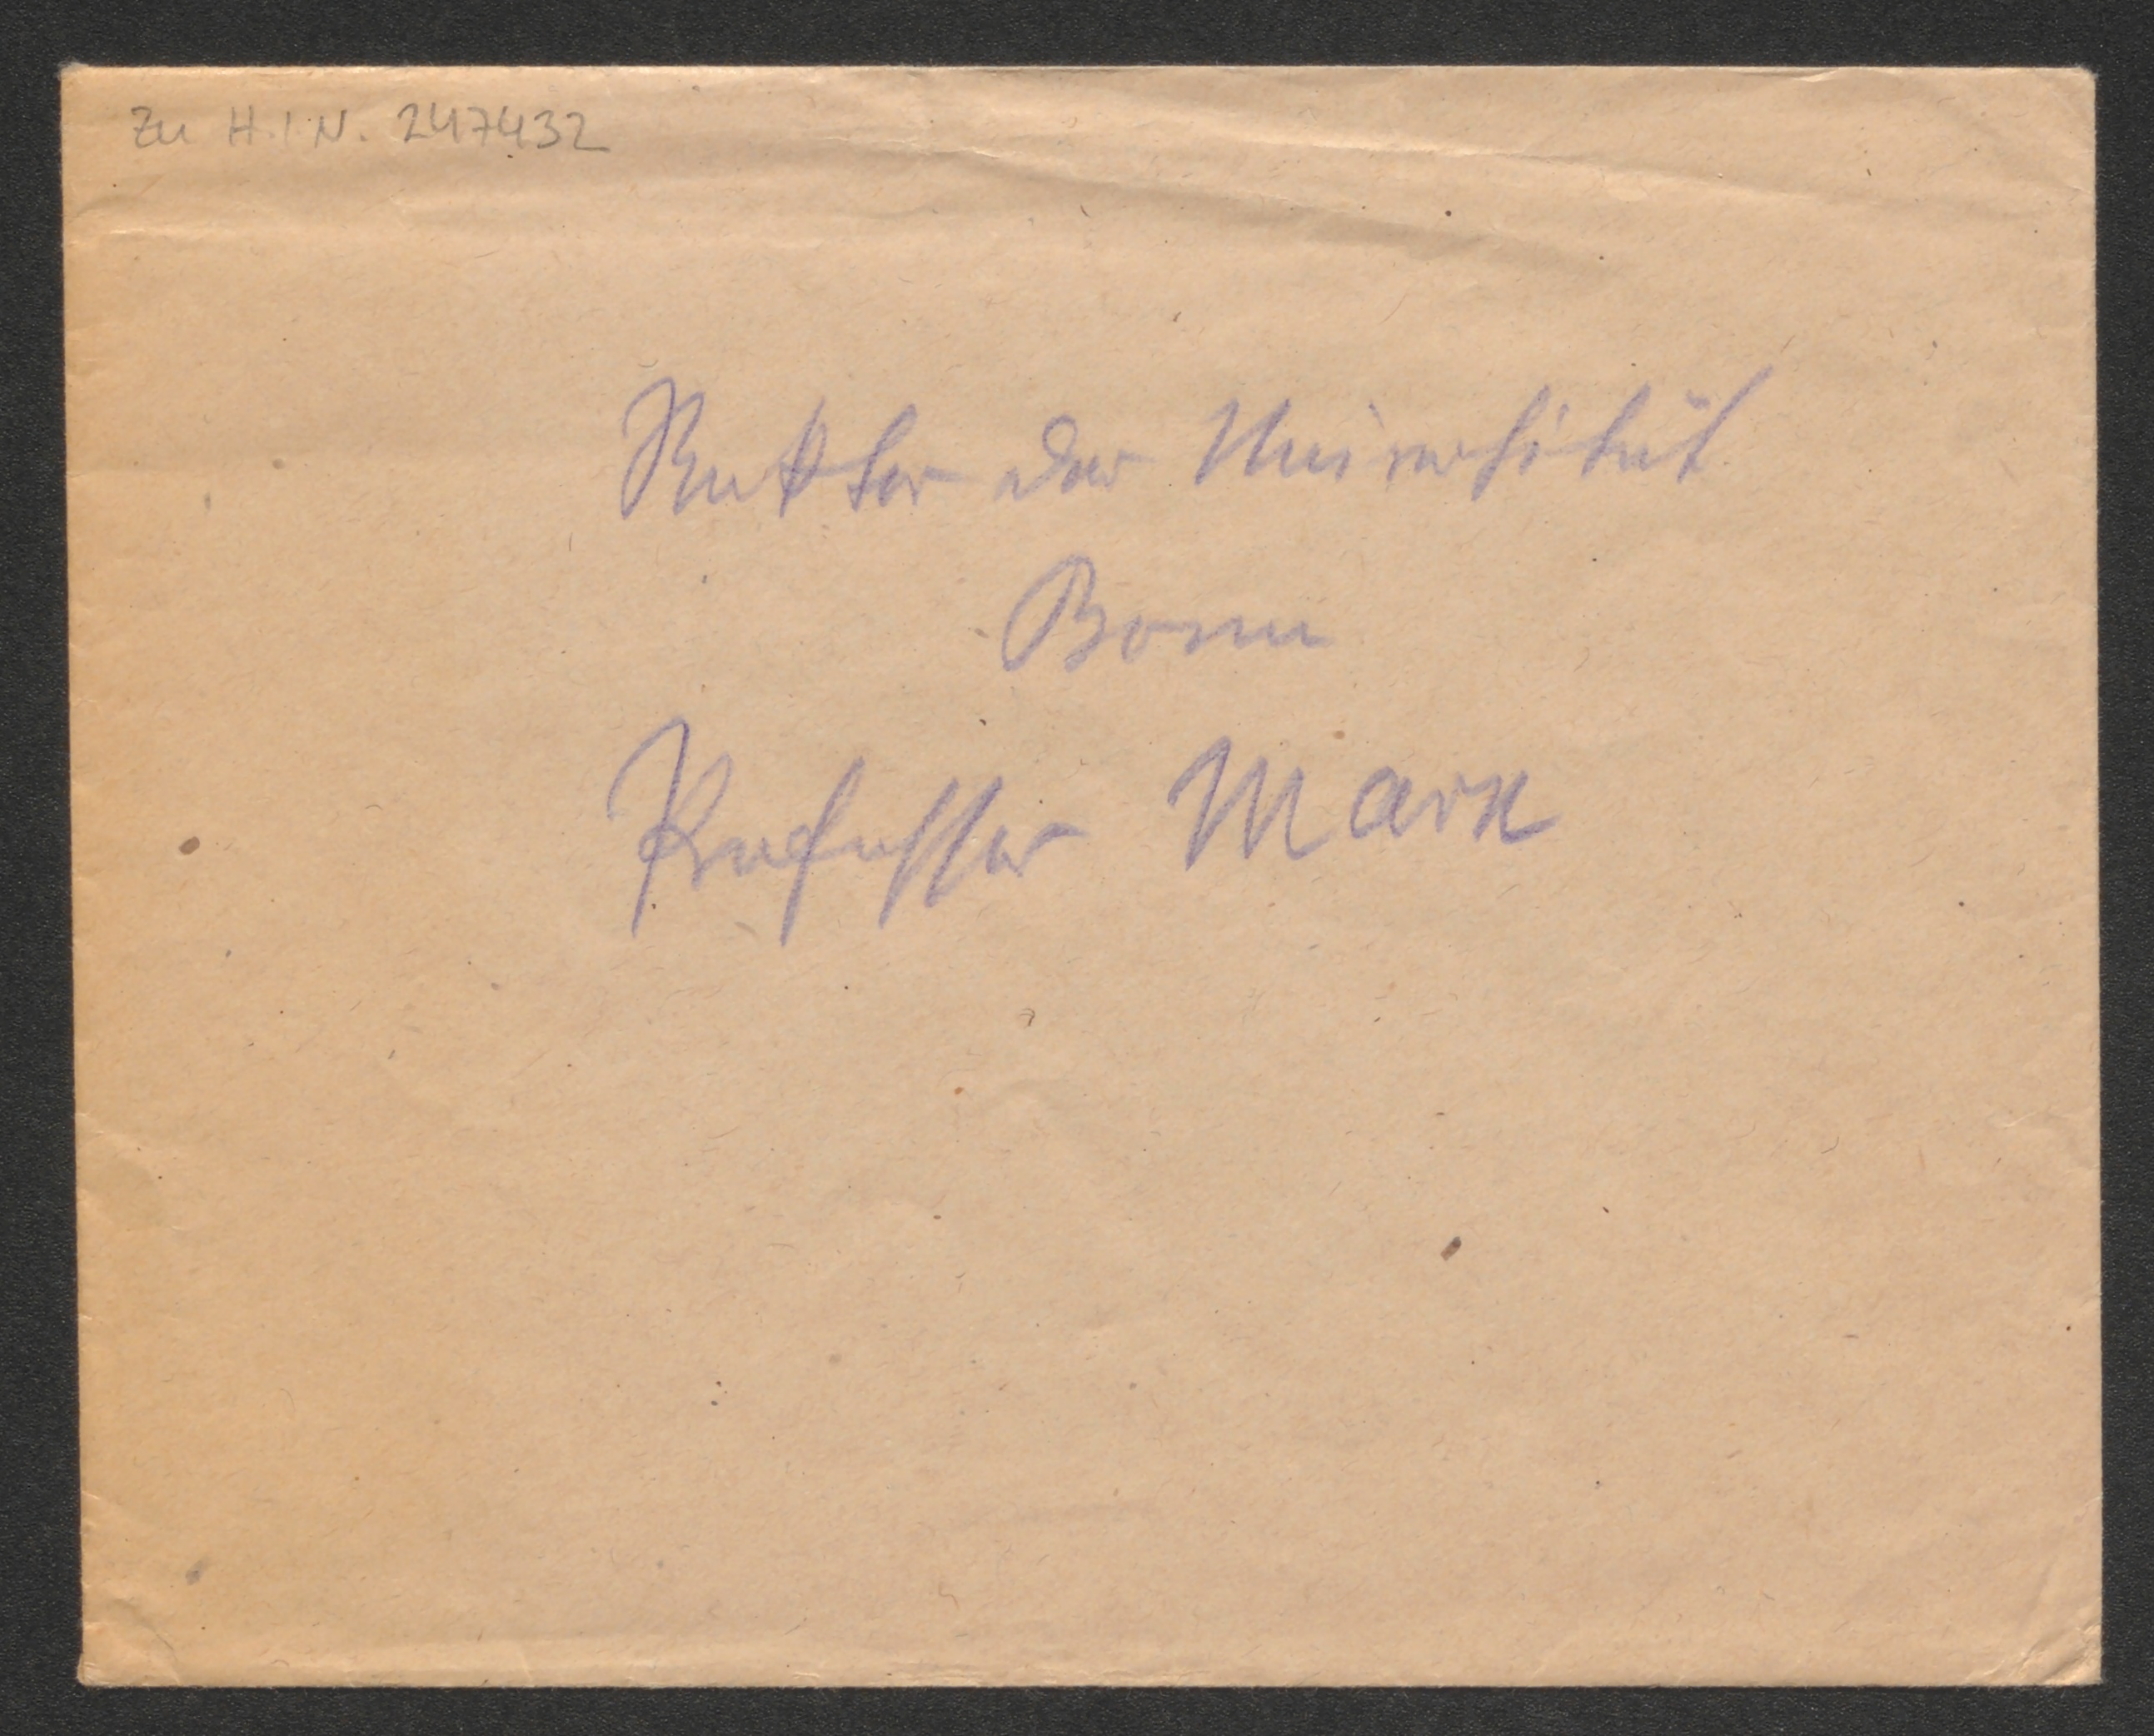 Zu H.I.N. 247432
Rektor der Universität
Bonn
Professor Marx